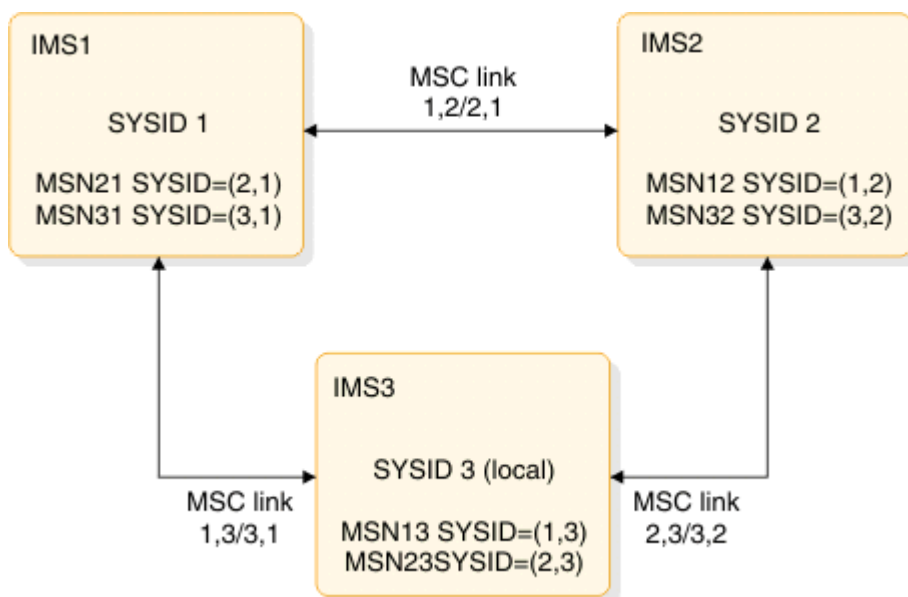 IMS1
SYSID 1
MSN21 SYSID=(2,1)
MSN31 SYSID=(3,1)
MSC link
1,2/2,1
IMS2
SYSID 2
MSN12 SYSID=(1,2)
MSN32 SYSID=(3,2)
IMS3
SYSID 3 (local)
MSN13 SYSID=(1,3)
MSN23SYSID=(2,3)
MSC link
1,3/3,1
MSC link
2,3/3,2